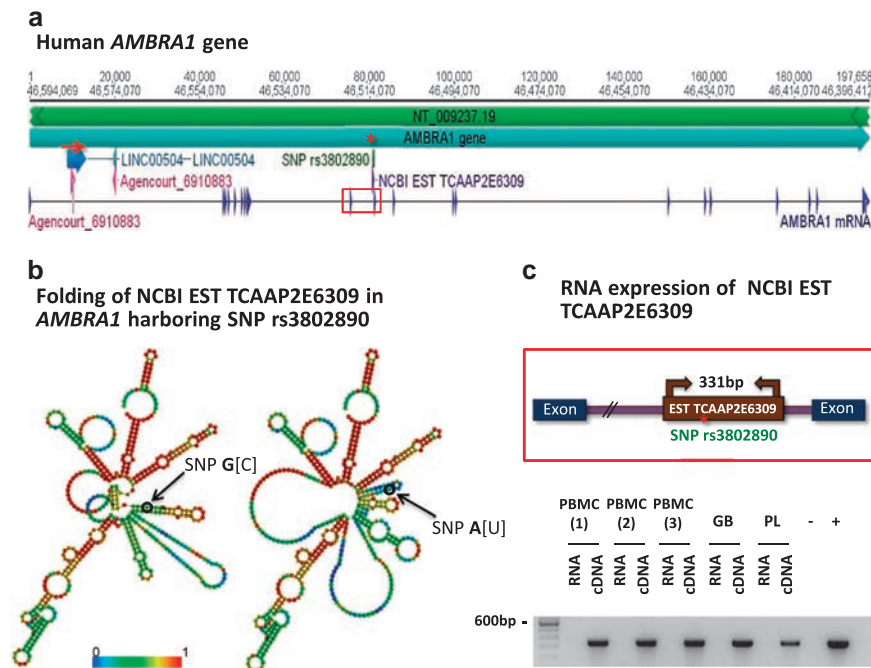 a
Human AMBRA1 gene
1 20,000 40,000 60,000 80,000 100,000 120,000 140,000 160,000 180,000 197,658
46,594,069 46,574,070 46,554,070 46,534,070 46,514,070 46,494,070 46,474,070 46,454,070 46,434,070 46,414,070 46,396,412
NT_009237.19
AMBRA1 gene
*
LINC00504 LINC00504
SNP rs3802890
Agencourt_6910883
NCBI EST TCAAP2E6309
Agencourt_6910883
AMBRA1 mRNA
b
Folding of NCBI EST TCAAP2E6309 in
AMBRA1 harboring SNP rs3802890
SNP G[C]
SNP A[U]
0 1
c
RNA expression of NCBI EST
TCAAP2E6309
331bp
Exon
//
EST TCAAP2E6309
Exon
*
SNP rs3802890
PBMC PBMC PBMC
(1) (2) (3) GB PL - +
RNA cDNA RNA cDNA RNA cDNA RNA cDNA RNA cDNA
600bp -